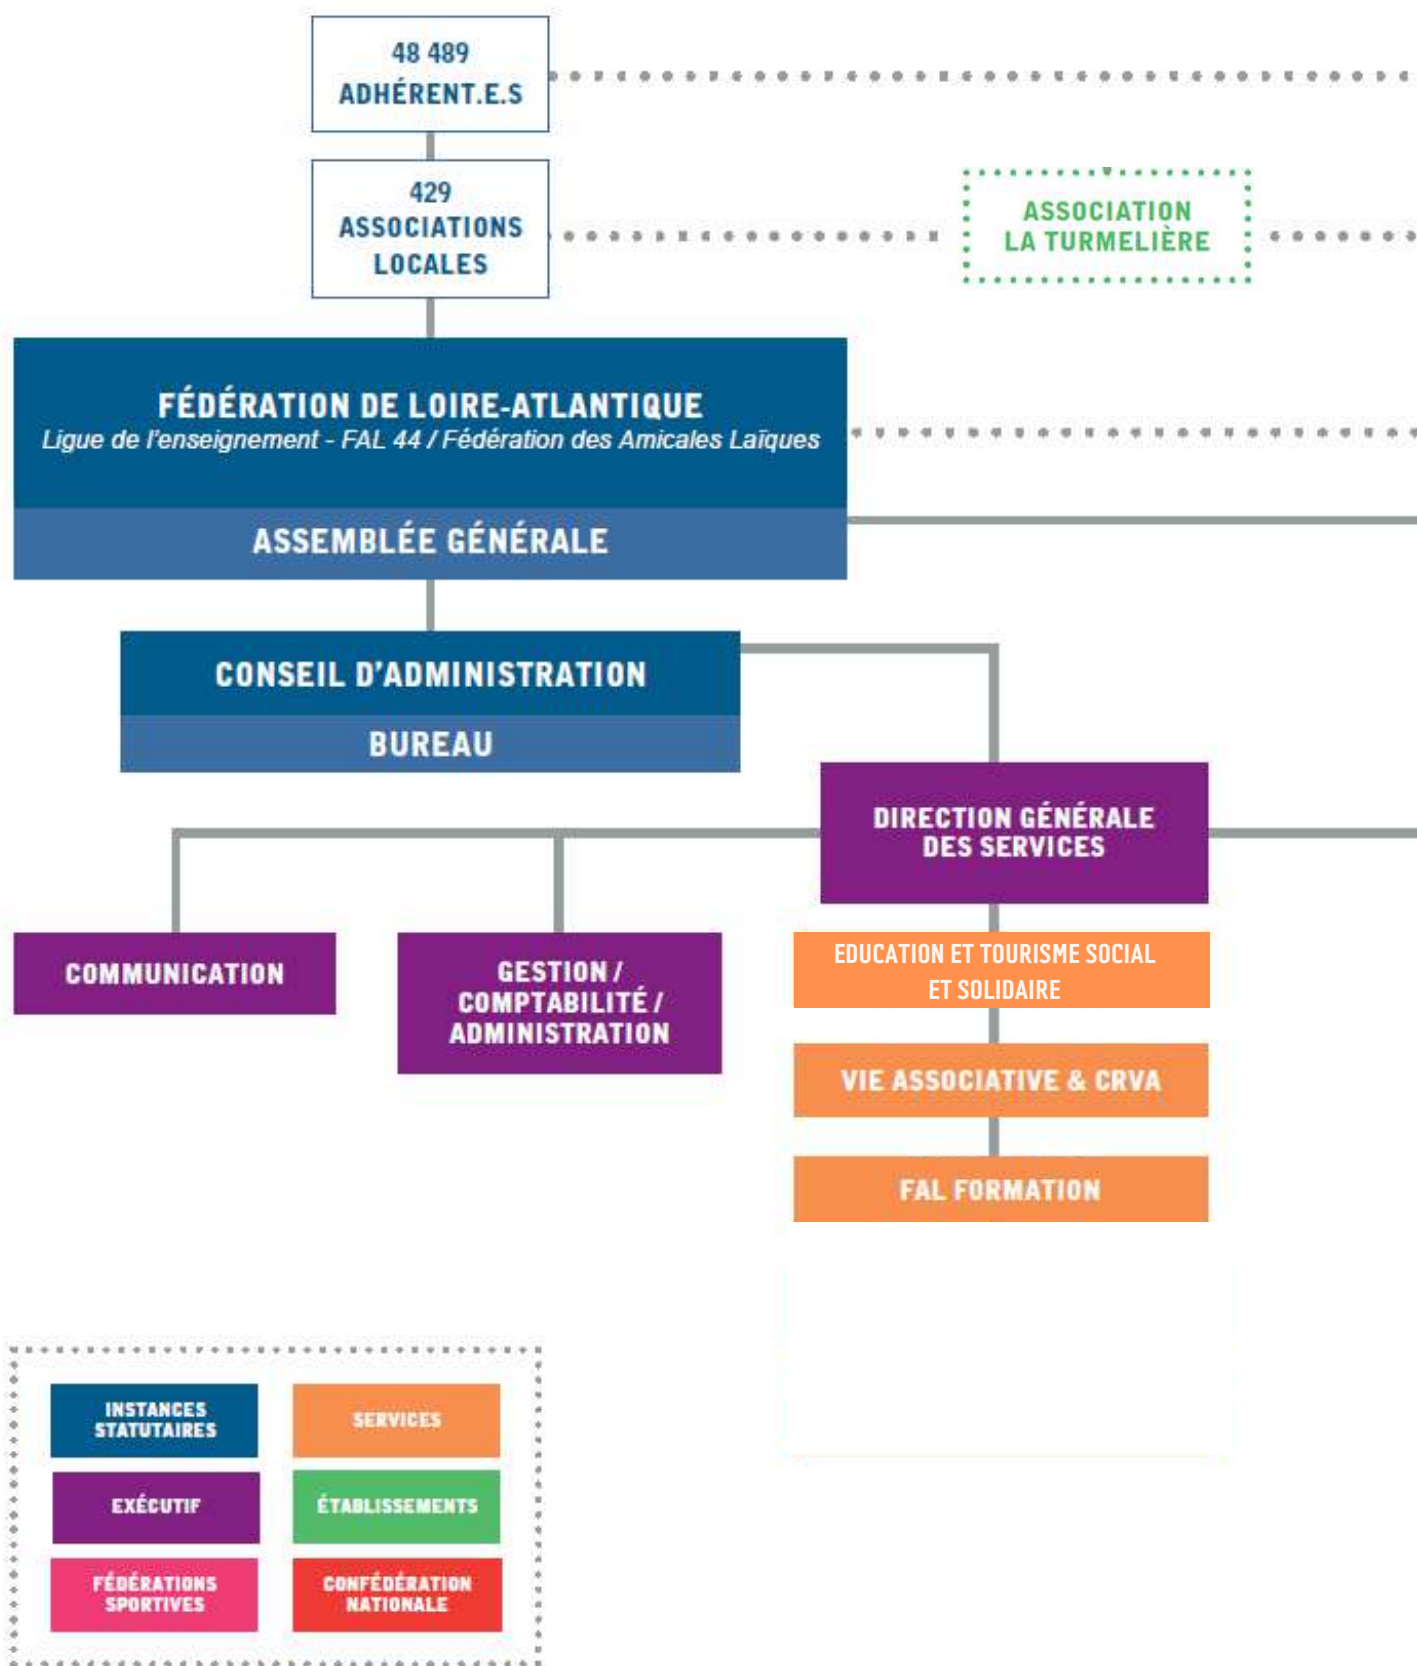 48 489
ADHÉRENT.E.S
429
ASSOCIATIONS
LOCALES
ASSOCIATION
LA TURMELIÈRE
FÉDÉRATION DE LOIRE-ATLANTIQUE
Ligue de l'enseignement - FAL 44 / Fédération des Amicales Laïques
ASSEMBLÉE GÉNÉRALE
CONSEIL D'ADMINISTRATION
BUREAU
DIRECTION GÉNÉRALE
DES SERVICES
COMMUNICATION
GESTION /
COMPTABILITÉ /
ADMINISTRATION
EDUCATION ET TOURISME SOCIAL
ET SOLIDAIRE
VIE ASSOCIATIVE & CRVA
FAL FORMATION
INSTANCES
STATUTAIRES
SERVICES
EXÉCUTIF
ÉTABLISSEMENTS
FÉDÉRATIONS
SPORTIVES
CONFÉDÉRATION
NATIONALE